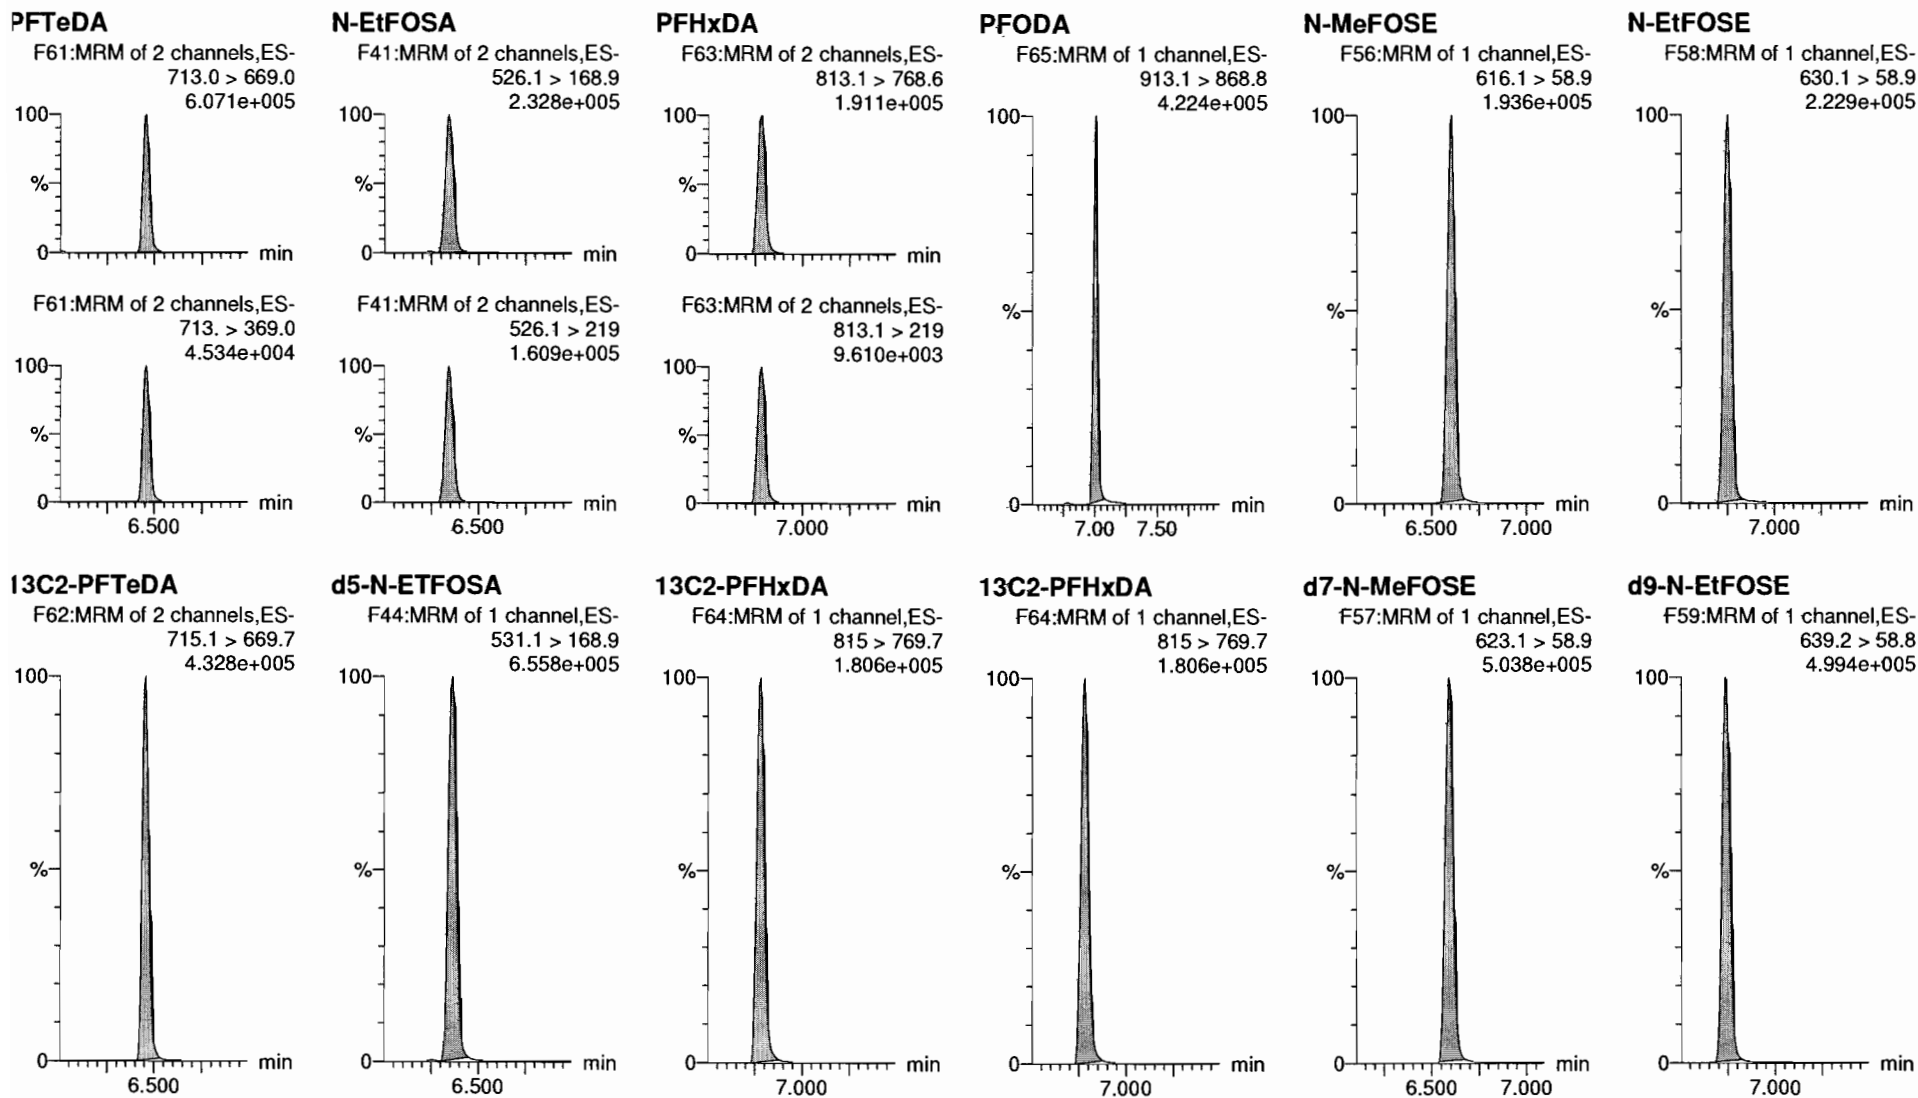 PFTeDA
F61:MRM of 2 channels,ES-
713.0 > 669.0
6.071e+005
100
%
0
min
F61:MRM of 2 channels,ES-
713. > 369.0
4.534e+004
100
%
0
min
6.500
N-EtFOSA
F41:MRM of 2 channels,ES-
526.1 > 168.9
2.328e+005
100
%
0
min
F41:MRM of 2 channels,ES-
526.1 > 219
1.609e+005
100
%
0
min
6.500
PFHxDA
F63:MRM of 2 channels,ES-
813.1 > 768.6
1.911e+005
100
%
0
min
F63:MRM of 2 channels,ES-
813.1 > 219
9.610e+003
100
%
0
min
7.000
PFODA
F65:MRM of 1 channel,ES-
913.1 > 868.8
4.224e+005
100
%
0
min
7.00 7.50
N-MeFOSE
F56:MRM of 1 channel,ES-
616.1 > 58.9
1.936e+005
100
%
0
min
6.500 7.000
N-EtFOSE
F58:MRM of 1 channel,ES-
630.1 > 58.9
2.229e+005
100
%
0
min
7.000
13C2-PFTeDA
F62:MRM of 2 channels,ES-
715.1 > 669.7
4.328e+005
100
%
0
min
6.500
d5-N-ETFOSA
F44:MRM of 1 channel,ES-
531.1 > 168.9
6.558e+005
100
%
0
min
6.500
13C2-PFHxDA
F64:MRM of 1 channel,ES-
815 > 769.7
1.806e+005
100
%
0
min
7.000
13C2-PFHxDA
F64:MRM of 1 channel,ES-
815 > 769.7
1.806e+005
100
%
0
min
7.000
d7-N-MeFOSE
F57:MRM of 1 channel,ES-
623.1 > 58.9
5.038e+005
100
%
0
min
6.500 7.000
d9-N-EtFOSE
F59:MRM of 1 channel,ES-
639.2 > 58.8
4.994e+005
100
%
0
min
7.000